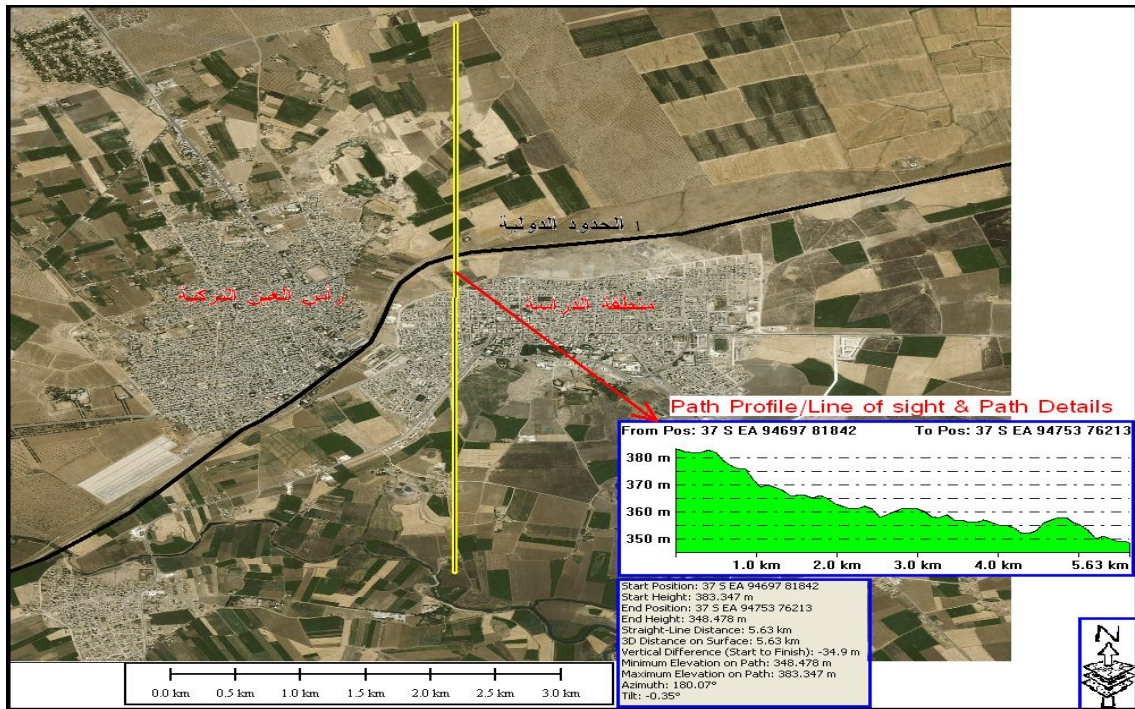 ا الحدود الدولية
رأس العين التركية
منطقة الدراسة
Path Profile/Line of sight & Path Details
From Pos: 37 S EA 94697 81842 To Pos: 37 S EA 94753 76213
380 m
370 m
360 m
350 m
1.0 km 2.0 km 3.0 km 4.0 km 5.63 km
Start Position: 37 S EA 94697 81842
Start Height: 383.347 m
End Position: 37 S EA 94753 76213
End Height: 348.478 m
Straight-Line Distance: 5.63 km
3D Distance on Surface: 5.63 km
Vertical Difference (Start to Finish): -34.9 m
Minimum Elevation on Path: 348.478 m
Maximum Elevation on Path: 383.347 m
Azimuth: 180.07°
Tilt: -0.35°
0.0 km 0.5 km 1.0 km 1.5 km 2.0 km 2.5 km 3.0 km
N